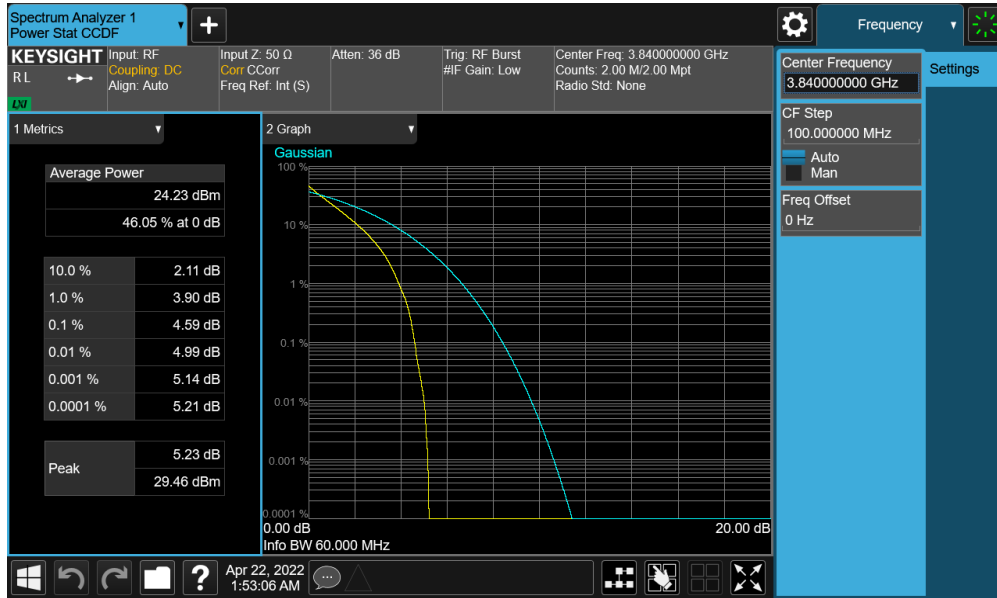 Spectrum Analyzer 1
Power Stat CCDF
+
Frequency
KEYSIGHT
R L
LXI
Input: RF
Coupling: DC
Align: Auto
Input Z: 50 Ω
Corr CCorr
Freq Ref: Int (S)
Atten: 36 dB
Trig: RF Burst
#IF Gain: Low
Center Freq: 3.840000000 GHz
Counts: 2.00 M/2.00 Mpt
Radio Std: None
Center Frequency
3.840000000 GHz
Settings
CF Step
100.000000 MHz
Auto
Man
Freq Offset
0 Hz
1 Metrics
Average Power
24.23 dBm
46.05 % at 0 dB
10.0 % 2.11 dB
1.0 % 3.90 dB
0.1 % 4.59 dB
0.01 % 4.99 dB
0.001 % 5.14 dB
0.0001 % 5.21 dB
Peak
5.23 dB
29.46 dBm
2 Graph
Gaussian
100 %
10 %
1 %
0.1 %
0.01 %
0.001 %
0.0001 %
0.00 dB 20.00 dB
Info BW 60.000 MHz
?
Apr 22, 2022
1:53:06 AM